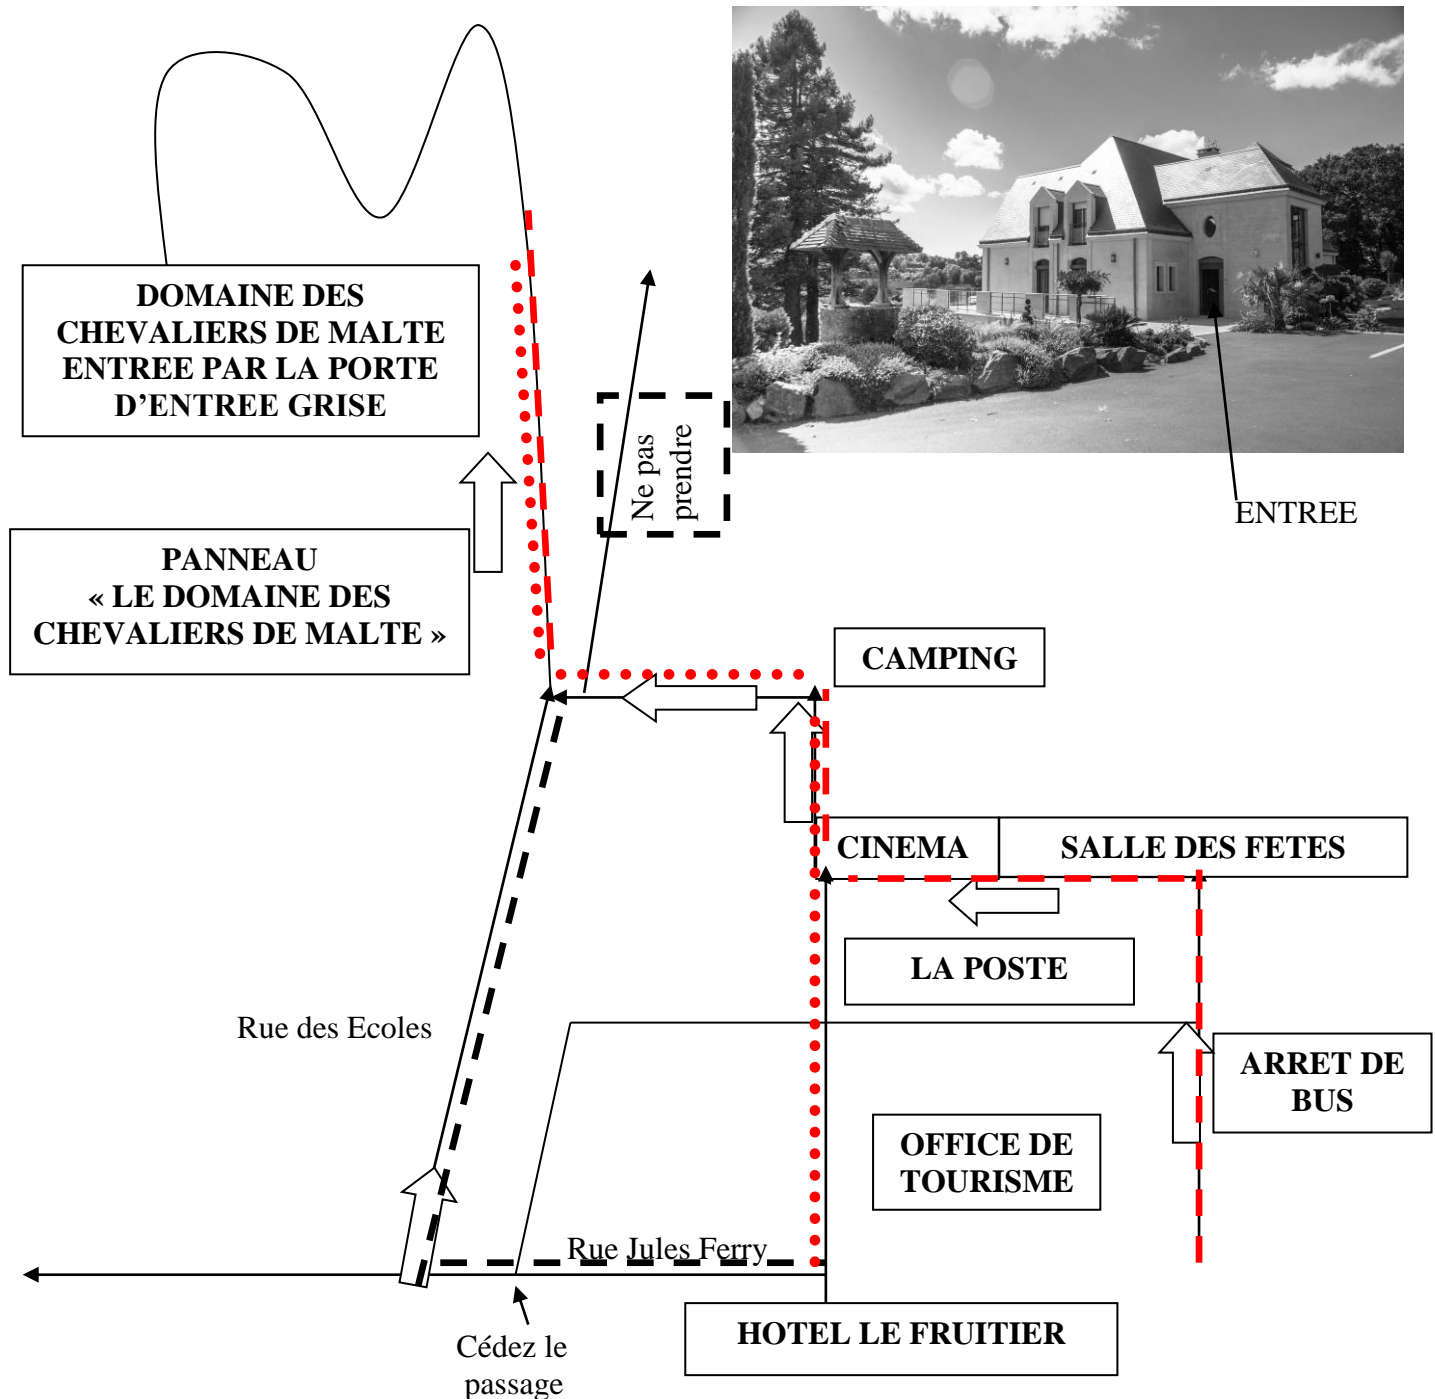 DOMAINE DES
CHEVALIERS DE MALTE
ENTREE PAR LA PORTE
D’ENTREE GRISE
Ne pas
prendre
ENTREE
PANNEAU
« LE DOMAINE DES
CHEVALIERS DE MALTE »
CAMPING
CINEMA
SALLE DES FETES
LA POSTE
Rue des Ecoles
ARRET DE
BUS
OFFICE DE
TOURISME
Rue Jules Ferry
HOTEL LE FRUITIER
Cédez le
passage